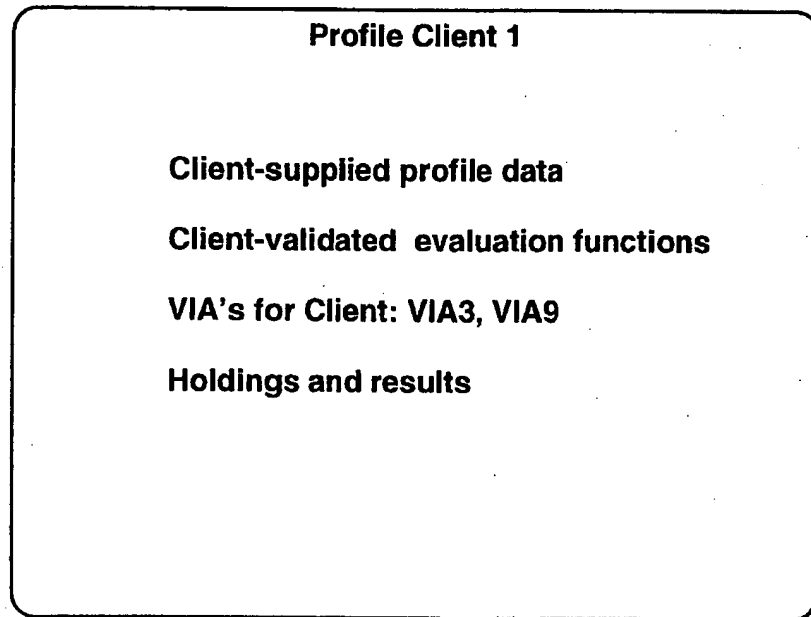 Profile Client 1
Client-supplied profile data
Client-validated evaluation functions
VIA's for Client: VIA3, VIA9
Holdings and results